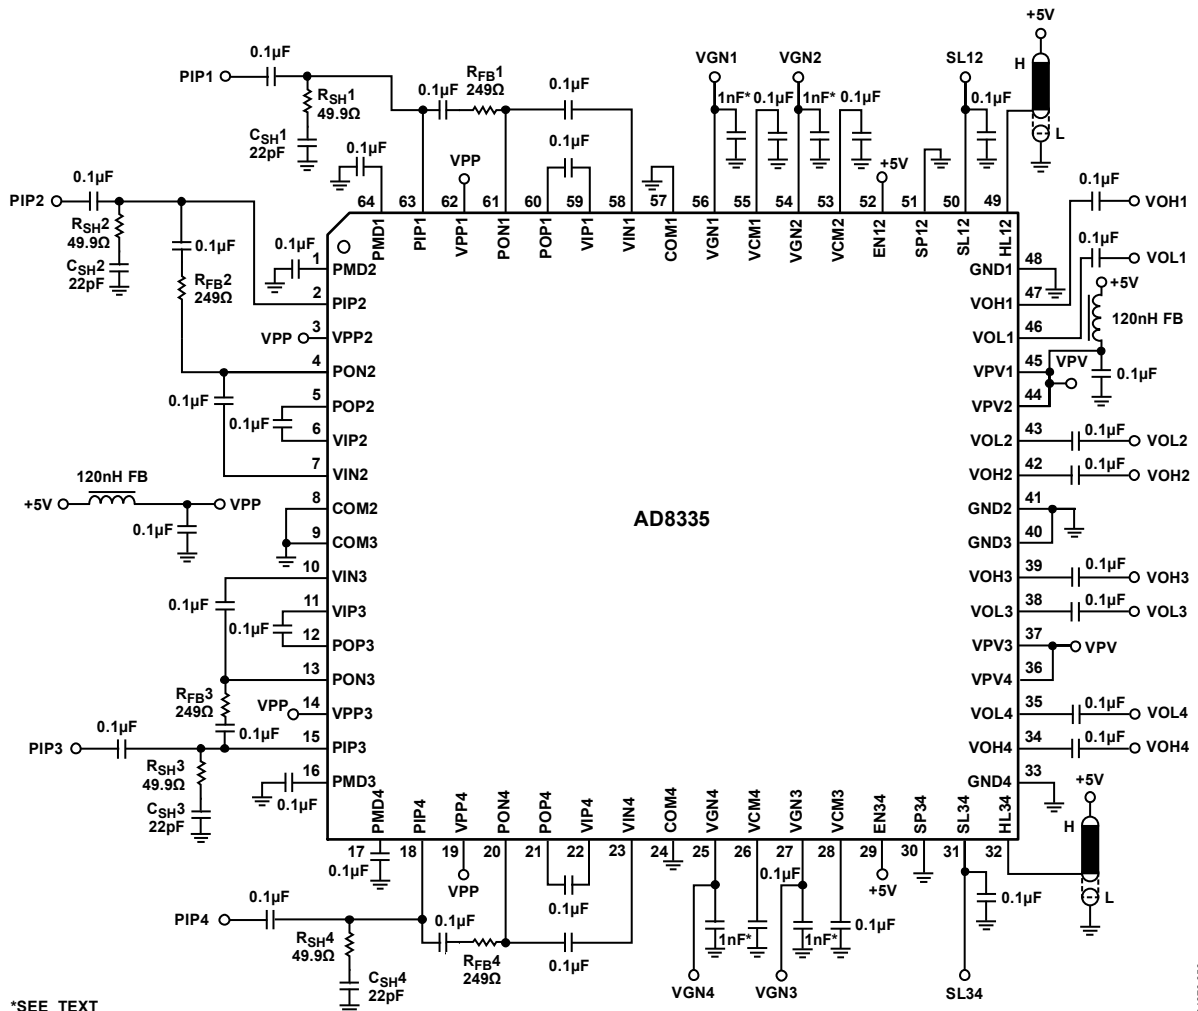 +5V
0.1µF
PIP1
RFB1
249Ω
0.1µF
0.1µF
RSH1
49.9Ω
CSH1
22pF
0.1µF
VPP
0.1µF
VGN1
VGN2
SL12
1nF*
0.1µF
1nF*
0.1µF
+5V
0.1µF
H
L
PIP2
0.1µF
RSH2
49.9Ω
CSH2
22pF
0.1µF
RFB2
249Ω
0.1µF
64 63 62 61 60 59 58 57 56 55 54 53 52 51 50 49
PMD1 PIP1 VPP1 PON1 POP1 VIP1 VIN1 COM1 VGN1 VCM1 VGN2 VCM2 EN12 SP12 SL12 HL12
1 PMD2
2 PIP2
VPP 3 VPP2
4 PON2
0.1µF
5 POP2
0.1µF
6 VIP2
7 VIN2
120nH FB
+5V
VPP
0.1µF
8 COM2
9 COM3
10 VIN3
0.1µF
11 VIP3
0.1µF
12 POP3
13 PON3
RFB3
249Ω
VPP 14 VPP3
0.1µF
15 PIP3
0.1µF
PIP3
RSH3
49.9Ω
CSH3
22pF
16 PMD3
0.1µF
AD8335
GND1 48
VOH1 47
VOL1 46
VPV1 45
VPV2 44
VOL2 43
VOH2 42
GND2 41
GND3 40
VOH3 39
VOL3 38
VPV3 37
VPV4 36
VOL4 35
VOH4 34
GND4 33
0.1µF
VOH1
0.1µF
VOL1
+5V
120nH FB
VPV
0.1µF
0.1µF
VOL2
0.1µF
VOH2
0.1µF
VOH3
0.1µF
VOL3
VPV
0.1µF
VOL4
0.1µF
VOH4
+5V
H
L
PMD4 PIP4 VPP4 PON4 POP4 VIP4 VIN4 COM4 VGN4 VCM4 VGN3 VCM3 EN34 SP34 SL34 HL34
17 18 19 20 21 22 23 24 25 26 27 28 29 30 31 32
0.1µF
VPP
0.1µF
0.1µF
+5V
0.1µF
PIP4
0.1µF
RSH4
49.9Ω
CSH4
22pF
0.1µF
RFB4
249Ω
0.1µF
1nF*
1nF*
0.1µF
VGN4
VGN3
SL34
*SEE TEXT